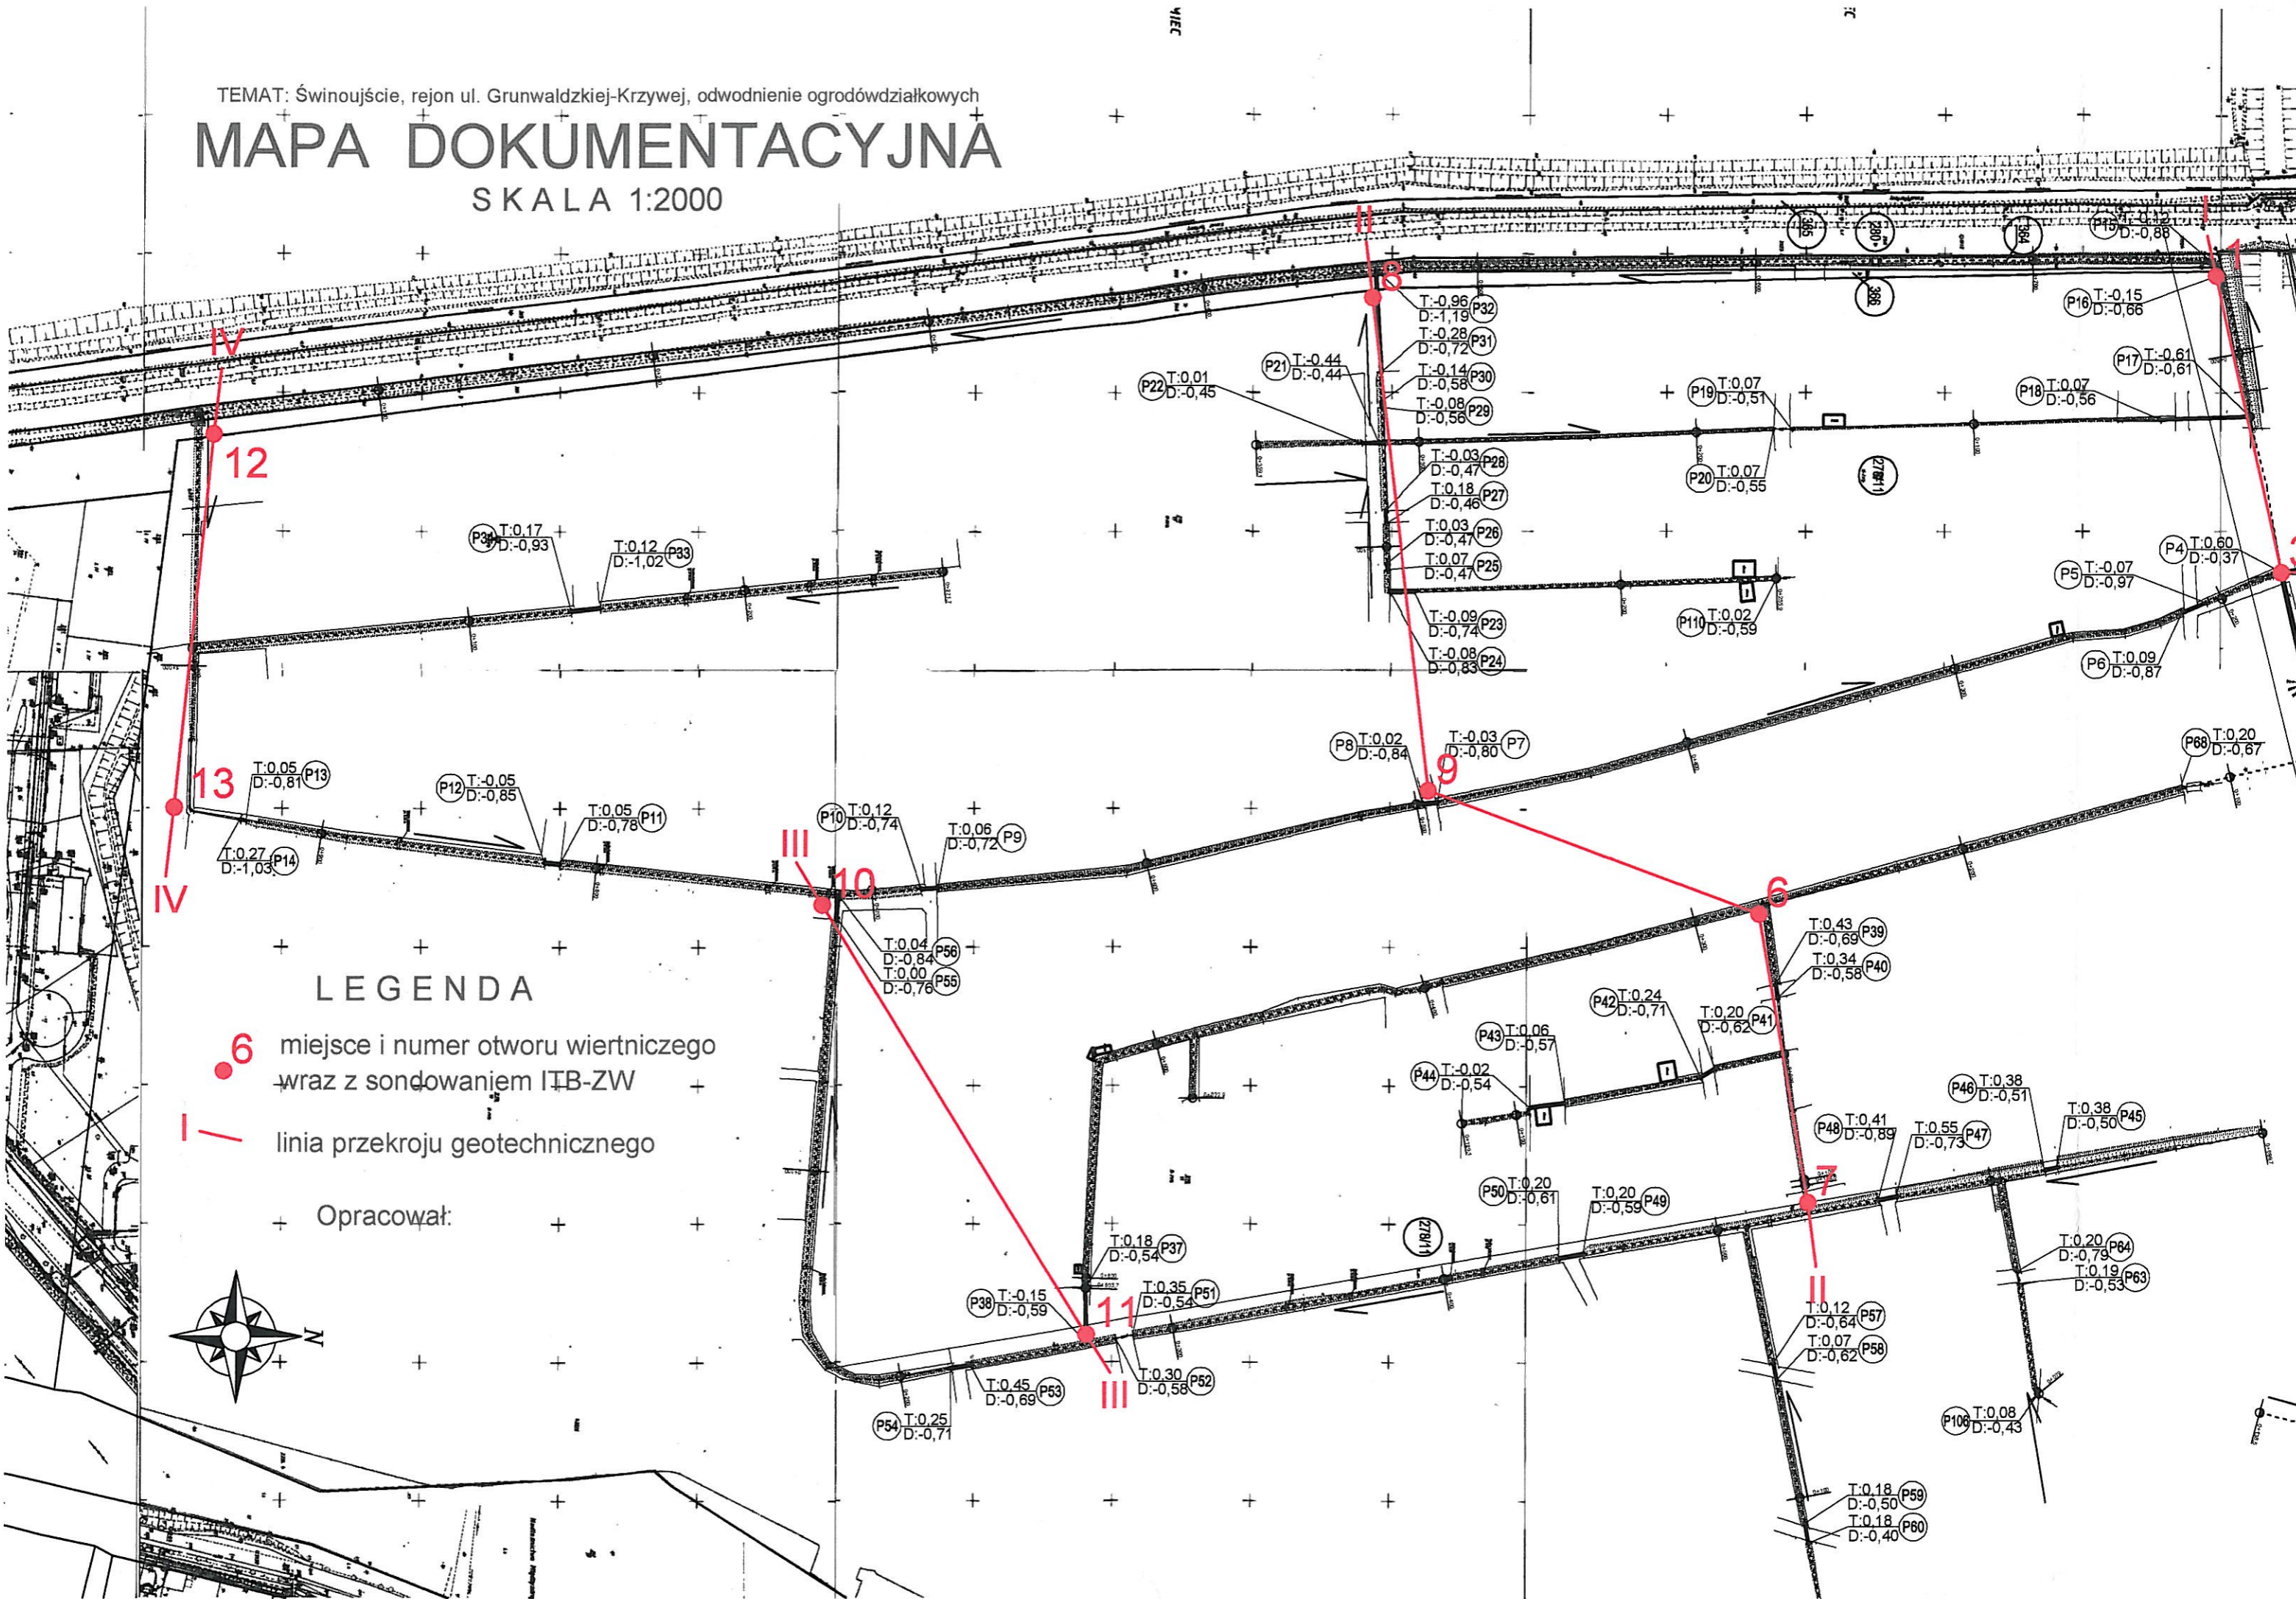 TEMAT: Świnoujście, rejon ul. Grunwaldzkiej-Krzywej, odwodnienie ogrodówdziałkowych
MAPA DOKUMENTACYJNA
SKALA 1:2000
II
I
IV
8
1
12
365
280
364
366
P15 T:-0,12
D:-0,88
P16 T:-0,15
D:-0,66
P17 T:-0,61
D:-0,61
P18 T:0,07
D:-0,56
P19 T:0,07
D:-0,51
P20 T:0,07
D:-0,55
P21 T:-0,44
D:-0,44
P22 T:0,01
D:-0,45
T:-0,96 P32
D:-1,19
T:-0,28 P31
D:-0,72
T:-0,14 P30
D:-0,58
T:-0,08 P29
D:-0,56
T:-0,03 P28
D:-0,47
T:0,18 P27
D:-0,46
T:0,03 P26
D:-0,47
T:0,07 P25
D:-0,47
T:-0,09 P23
D:-0,74
T:-0,08 P24
D:-0,83
P110 T:0,02
D:-0,59
P34 T:0,17
D:-0,93
T:0,12 P33
D:-1,02
P4 T:0,60
D:-0,37
3
P5 T:-0,07
D:-0,97
P6 T:0,09
D:-0,87
P68 T:0,20
D:-0,67
P8 T:0,02
D:-0,84
T:-0,03 P7
D:-0,80
9
13
T:0,05 P13
D:-0,81
P12 T:-0,05
D:-0,85
T:0,05 P11
D:-0,78
P10 T:0,12
D:-0,74
T:0,06 P9
D:-0,72
T:0,27 P14
D:-1,03
IV
III
10
6
T:0,04 P56
D:-0,84
T:0,00 P55
D:-0,76
T:0,43 P39
D:-0,69
T:0,34 P40
D:-0,58
P42 T:0,24
D:-0,71
T:0,20 P41
D:-0,62
P43 T:0,06
D:-0,57
P44 T:-0,02
D:-0,54
P46 T:0,38
D:-0,51
T:0,38 P45
D:-0,50
P48 T:0,41
D:-0,89
T:0,55 P47
D:-0,73
7
P50 T:0,20
D:-0,61
T:0,20 P49
D:-0,59
278/11
II
T:0,18 P37
D:-0,54
P38 T:-0,15
D:-0,59
11
T:0,35 P51
D:-0,54
T:0,30 P52
D:-0,58
III
T:0,45 P53
D:-0,69
P54 T:0,25
D:-0,71
T:0,20 P64
D:-0,79
T:0,19 P63
D:-0,53
T:0,12 P57
D:-0,64
T:0,07 P58
D:-0,62
P106 T:0,08
D:-0,43
T:0,18 P59
D:-0,50
T:0,18 P60
D:-0,40
LEGENDA
6 miejsce i numer otworu wiertniczego
wraz z sondowaniem ITB-ZW
I linia przekroju geotechnicznego
Opracował:
N